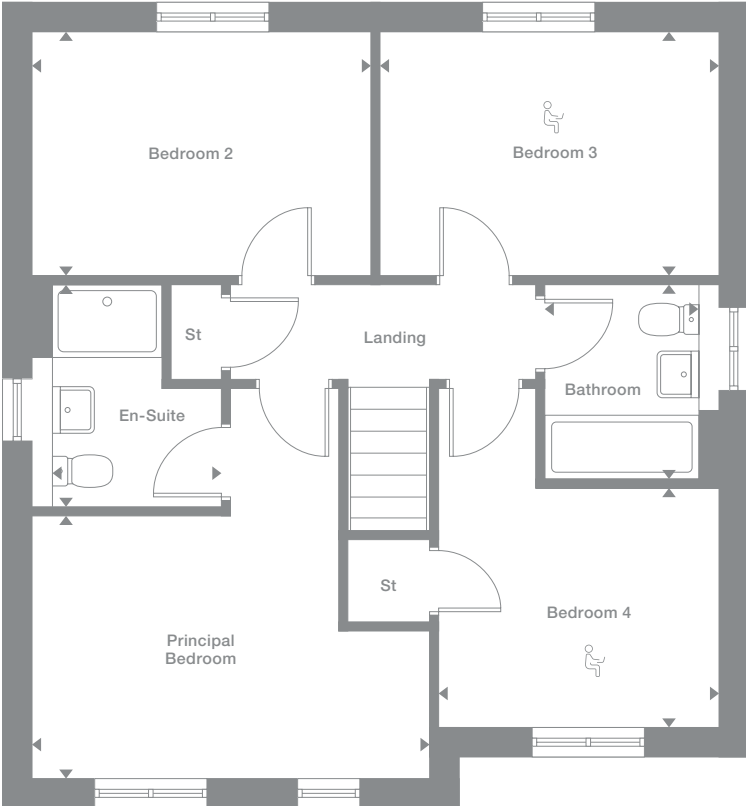 Bedroom 2
Bedroom 3
St
Landing
En-Suite
Bathroom
St
Bedroom 4
Principal
Bedroom